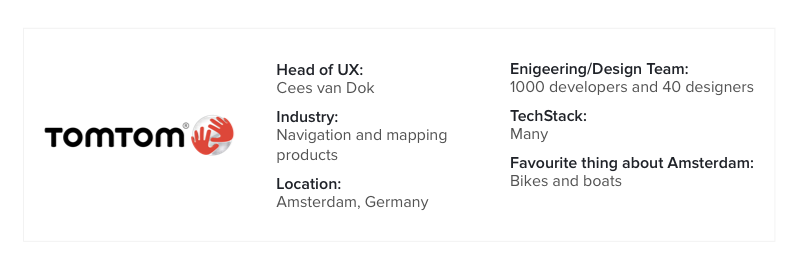 TOMTOM®
Head of UX:
Cees van Dok
Industry:
Navigation and mapping
products
Location:
Amsterdam, Germany
Enigeering/Design Team:
1000 developers and 40 designers
TechStack:
Many
Favourite thing about Amsterdam:
Bikes and boats